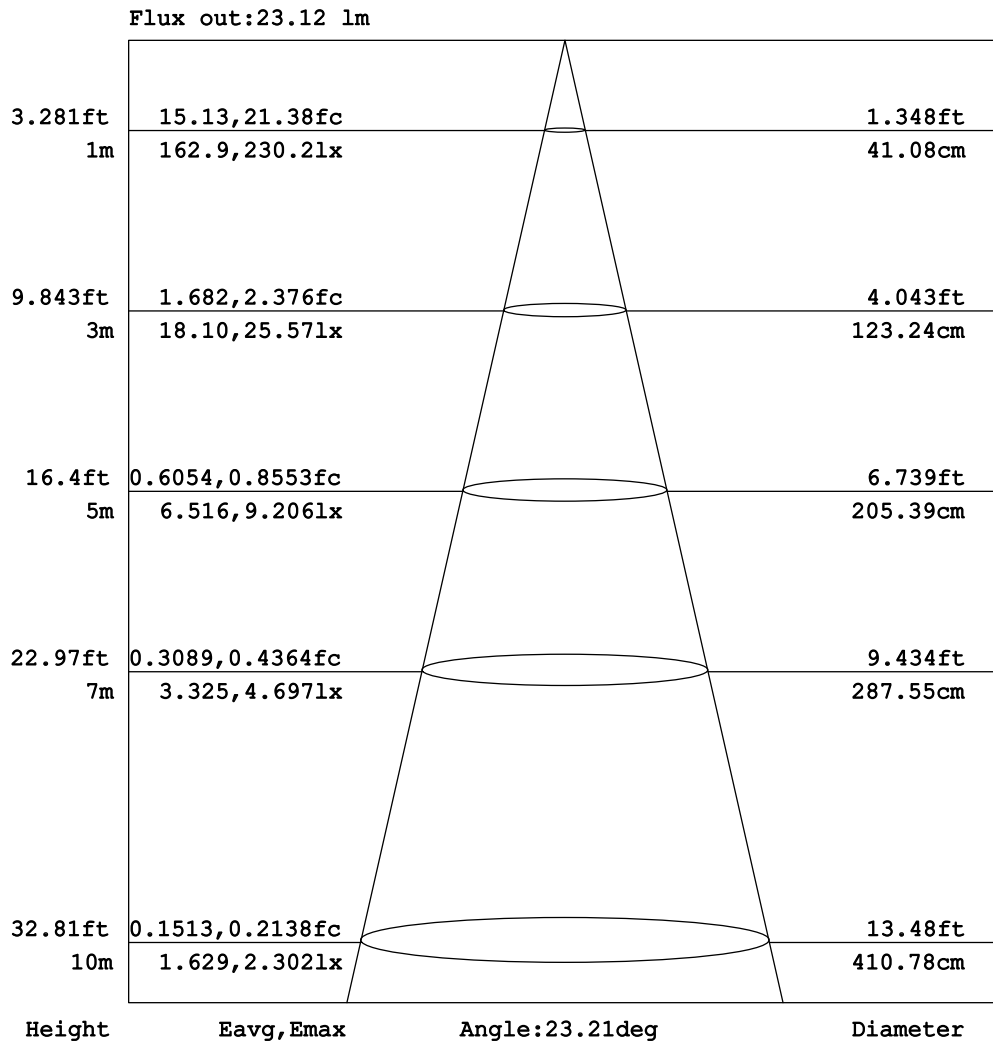 Flux out:23.12 lm
3.281ft 15.13,21.38fc 1.348ft
1m 162.9,230.2lx 41.08cm
9.843ft 1.682,2.376fc 4.043ft
3m 18.10,25.57lx 123.24cm
16.4ft 0.6054,0.8553fc 6.739ft
5m 6.516,9.206lx 205.39cm
22.97ft 0.3089,0.4364fc 9.434ft
7m 3.325,4.697lx 287.55cm
32.81ft 0.1513,0.2138fc 13.48ft
10m 1.629,2.302lx 410.78cm
Height Eavg,Emax Angle:23.21deg Diameter